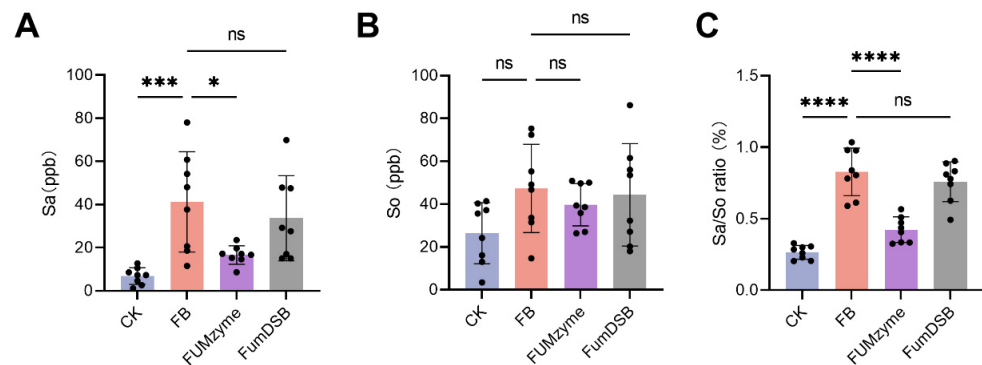 A
ns
***
*
Sa (ppb)
100
80
60
40
20
0
CK
FB
FUMzyme
FumDSB
B
ns
ns
ns
So (ppb)
100
80
60
40
20
0
CK
FB
FUMzyme
FumDSB
C
****
****
ns
Sa/So ratio (%)
1.5
1.0
0.5
0.0
CK
FB
FUMzyme
FumDSB